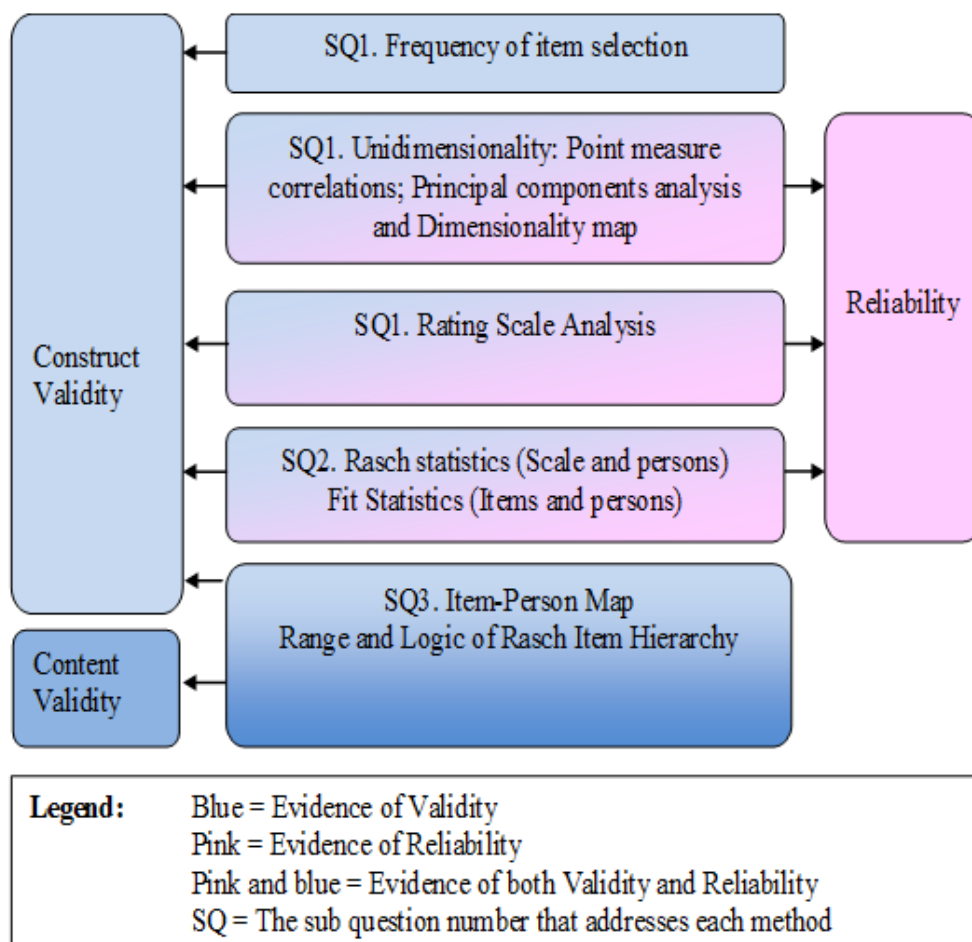 SQ1. Frequency of item selection
SQ1. Unidimensionality: Point measure
correlations; Principal components analysis
and Dimensionality map
SQ1. Rating Scale Analysis
Construct
Validity
Reliability
SQ2. Rasch statistics (Scale and persons)
Fit Statistics (Items and persons)
SQ3. Item-Person Map
Range and Logic of Rasch Item Hierarchy
Content
Validity
Legend:
Blue = Evidence of Validity
Pink = Evidence of Reliability
Pink and blue = Evidence of both Validity and Reliability
SQ = The sub question number that addresses each method